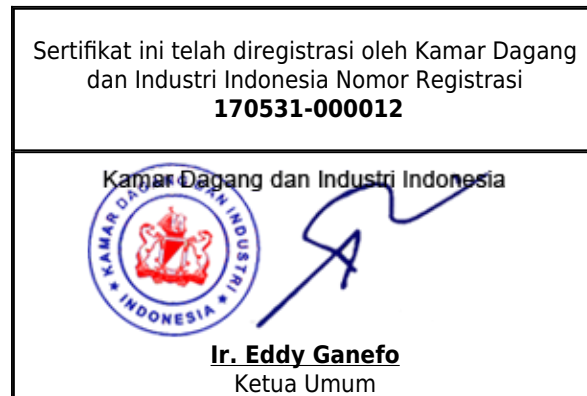 Sertifikat ini telah diregistrasi oleh Kamar Dagang
dan Industri Indonesia Nomor Registrasi
170531-000012
Kamar Dagang dan Industri Indonesia
KAMAR DAGANG DAN INDUSTRI
INDONESIA
Ir. Eddy Ganefo
Ketua Umum